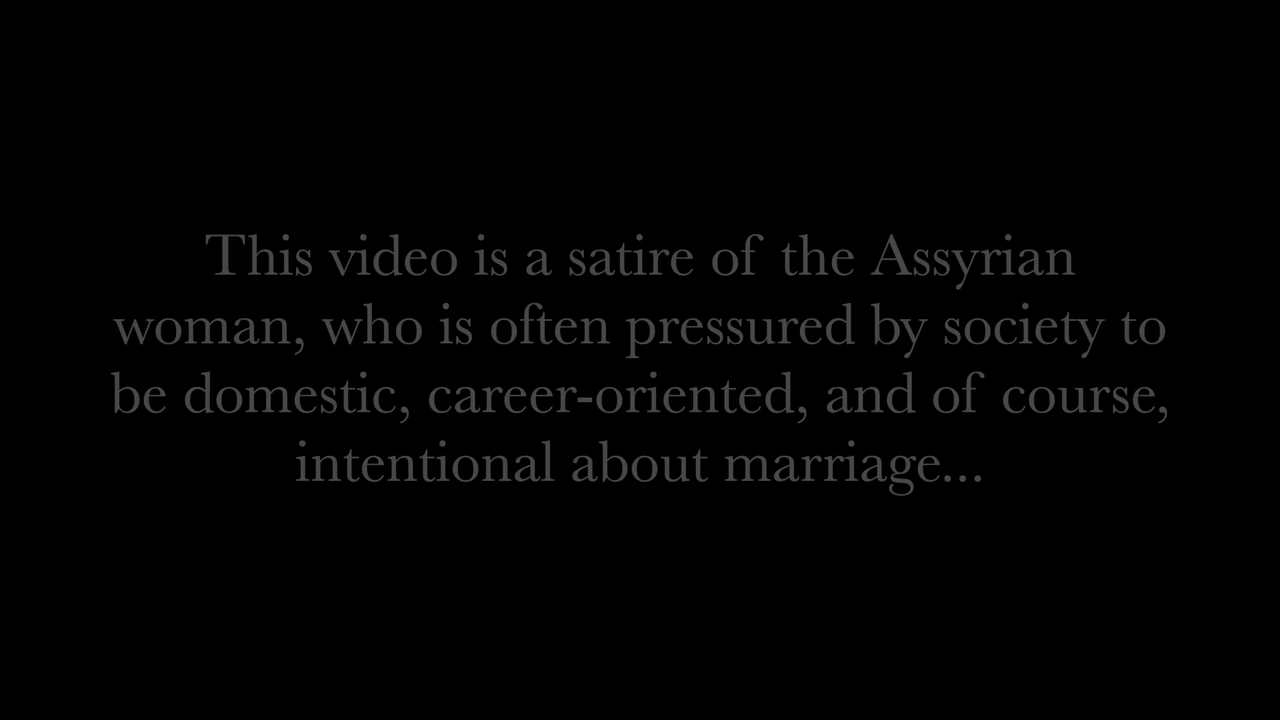 This video is a satire of the Assyrian
woman, who is often pressured by society to
be domestic, career-oriented, and of course,
intentional about marriage...